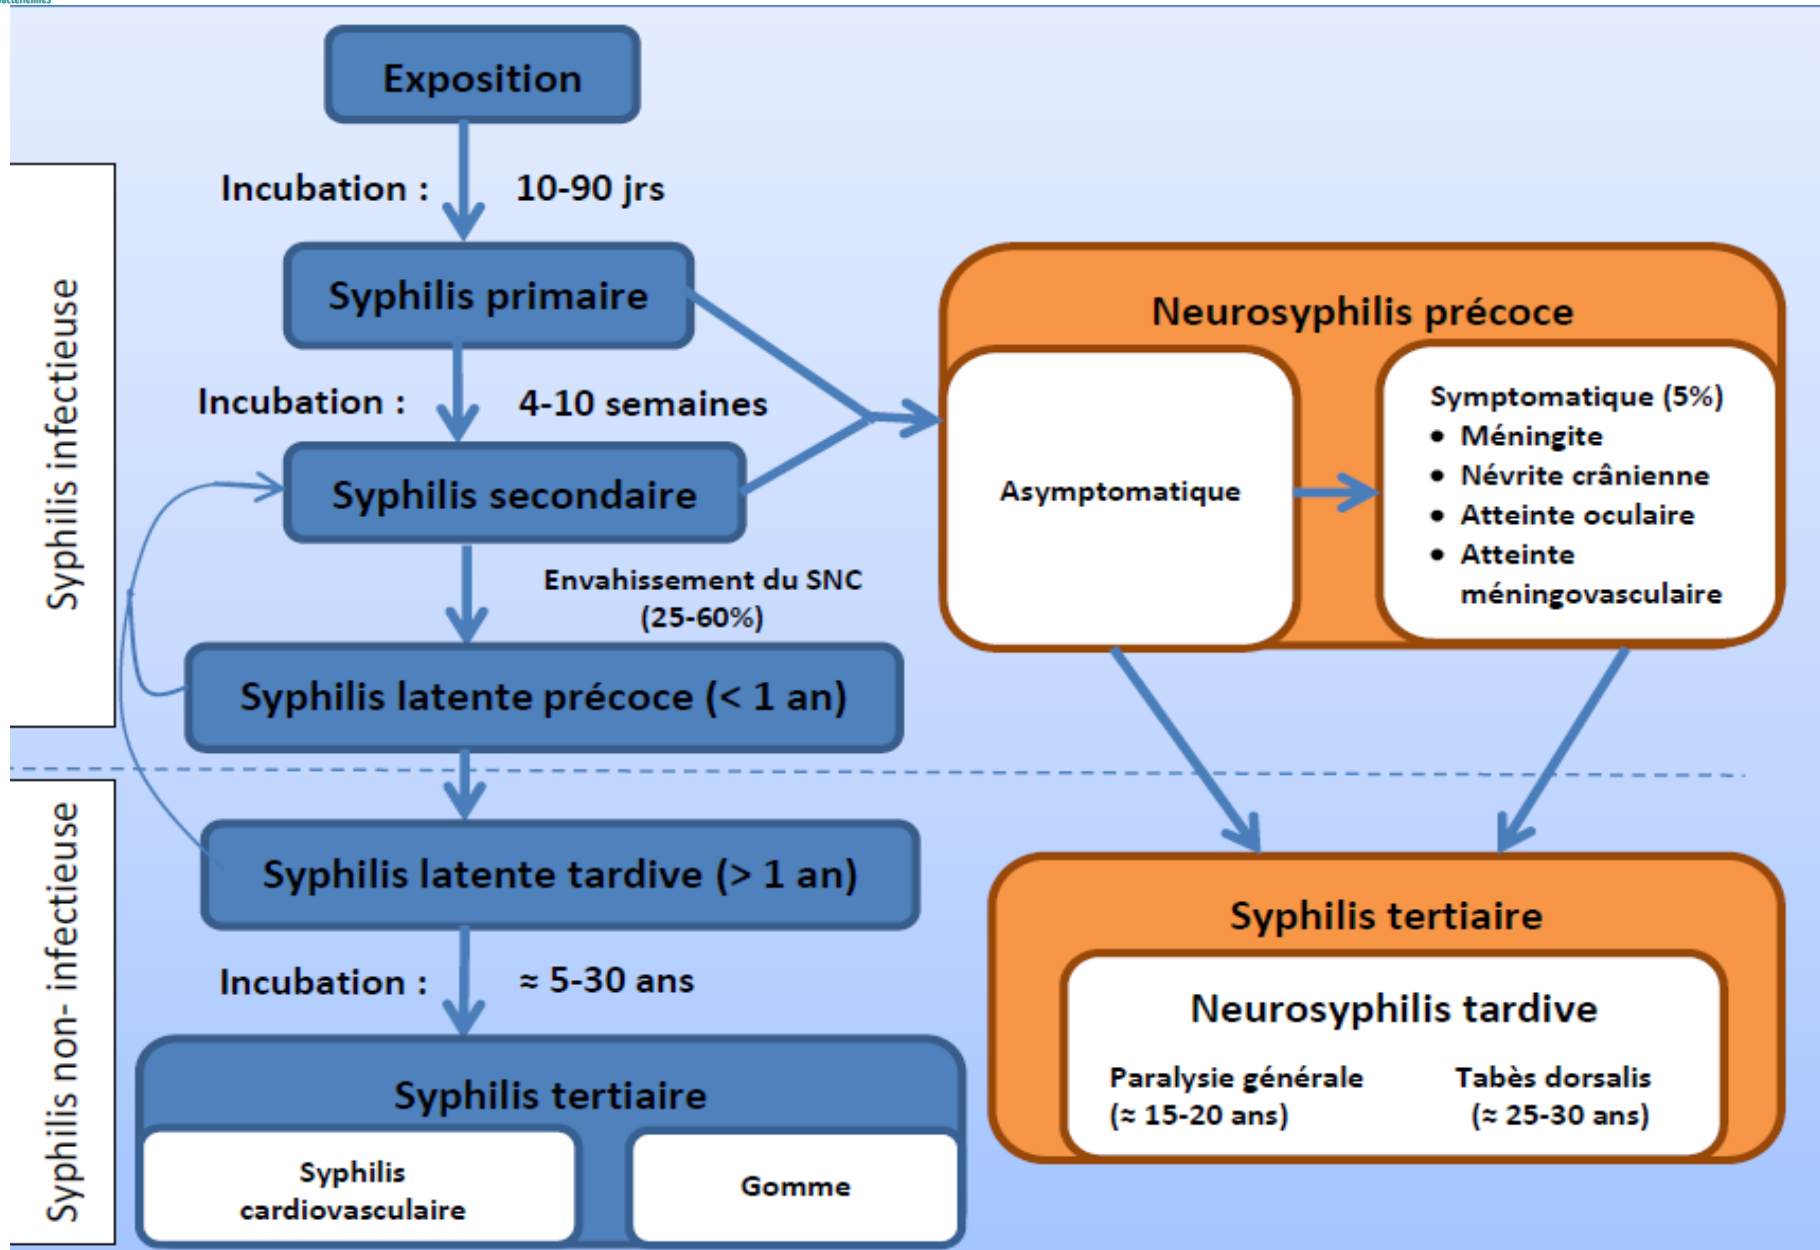 Exposition
Incubation :
10-90 jrs
Syphilis primaire
Incubation :
4-10 semaines
Syphilis secondaire
Envahissement du SNC
(25-60%)
Syphilis latente précoce (< 1 an)
Syphilis latente tardive (> 1 an)
Incubation :
≈ 5-30 ans
Syphilis tertiaire
Syphilis
cardiovasculaire
Gomme
Syphilis infectieuse
Syphilis non- infectieuse
Neurosyphilis précoce
Asymptomatique
Symptomatique (5%)
• Méningite
• Névrite crânienne
• Atteinte oculaire
• Atteinte
méningovasculaire
Syphilis tertiaire
Neurosyphilis tardive
Paralysie générale
(≈ 15-20 ans)
Tabès dorsalis
(≈ 25-30 ans)